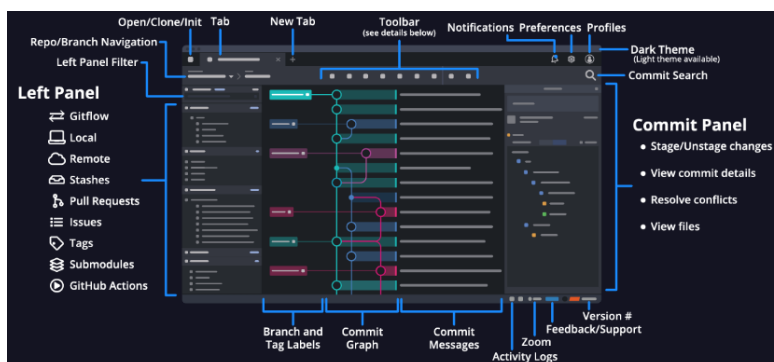 Open/Clone/Init
Tab
New Tab
Toolbar
(see details below)
Notifications
Preferences
Profiles
Repo/Branch Navigation
Left Panel Filter
Dark Theme
(Light theme available)
Commit Search
Left Panel
Gitflow
Local
Remote
Stashes
Pull Requests
Issues
Tags
Submodules
GitHub Actions
Commit Panel
Stage/Unstage changes
View commit details
Resolve conflicts
View files
Branch and
Tag Labels
Commit
Graph
Commit
Messages
Activity Logs
Zoom
Feedback/Support
Version #